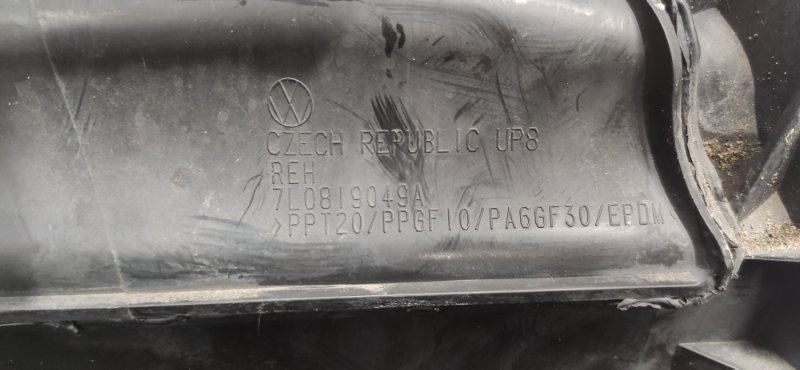 CZECH REPUBLIC UP8
REH
7L0819049A
>PPT20/PPGF10/PA6GF30/EPDM<